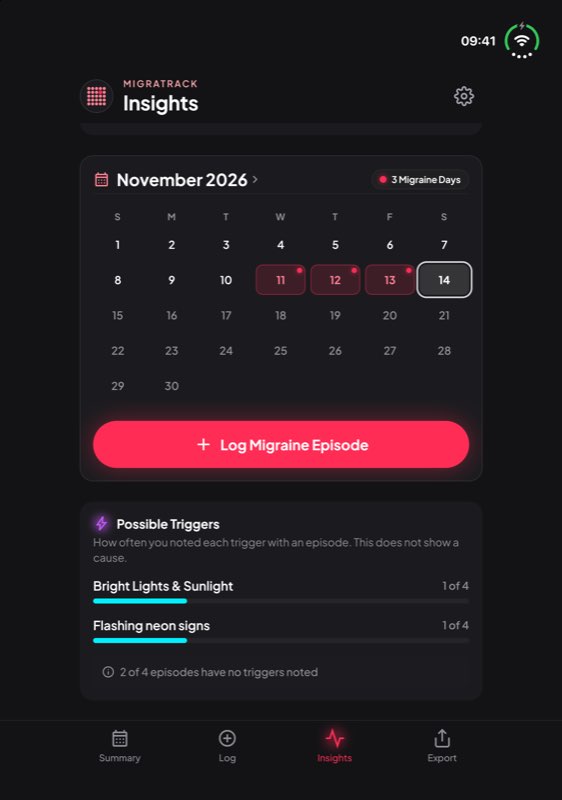 09:41
MIGRATRACK
Insights
November 2026
3 Migraine Days
S M T W T F S
1 2 3 4 5 6 7
8 9 10 11 12 13 14
15 16 17 18 19 20 21
22 23 24 25 26 27 28
29 30
+ Log Migraine Episode
Possible Triggers
How often you noted each trigger with an episode. This does not show a
cause.
Bright Lights & Sunlight 1 of 4
Flashing neon signs 1 of 4
2 of 4 episodes have no triggers noted
Summary Log Insights Export